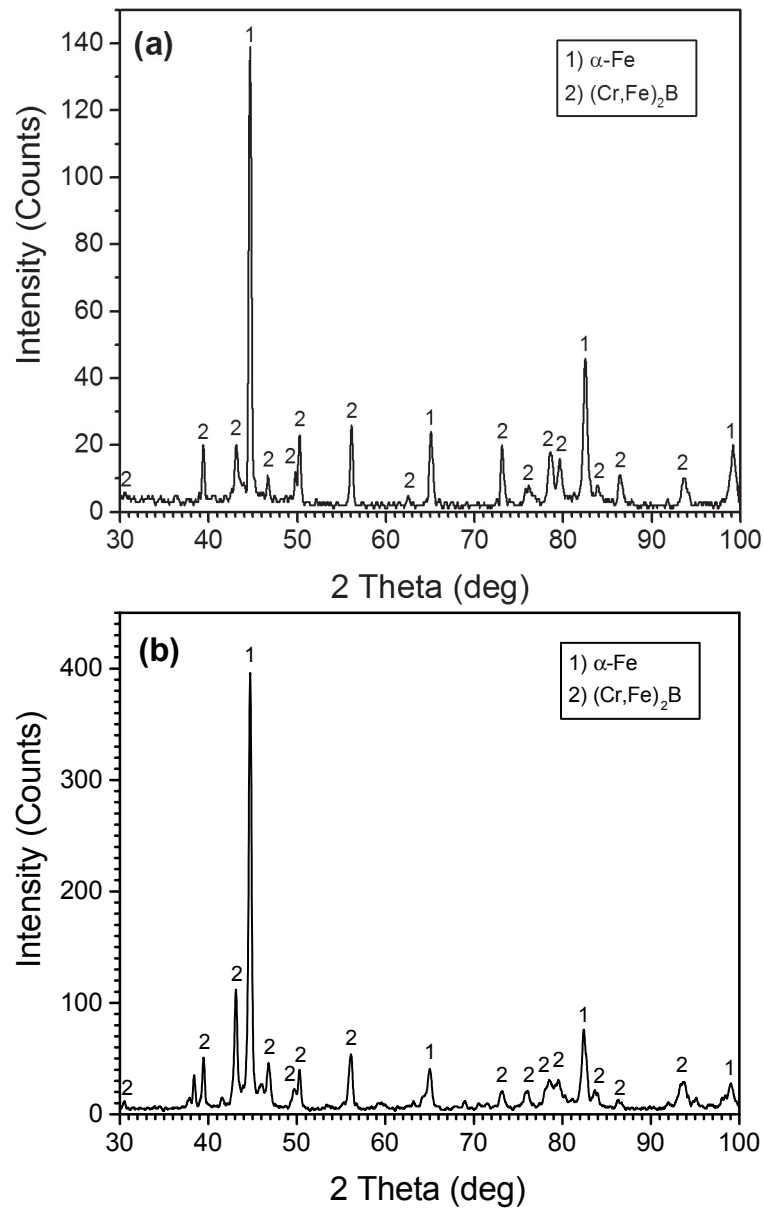 (a)
1) α-Fe
2) (Cr,Fe)₂B
Intensity (Counts)
140
120
100
80
60
40
20
0
1
2 2 2 2 2 2 2 2 1 2 2 2 2 1 2 2 2 1
30 40 50 60 70 80 90 100
2 Theta (deg)
(b)
1) α-Fe
2) (Cr,Fe)₂B
Intensity (Counts)
400
300
200
100
0
1
2 2 2 2 2 2 2 1 2 2 2 2 1 2 2 2 1
30 40 50 60 70 80 90 100
2 Theta (deg)